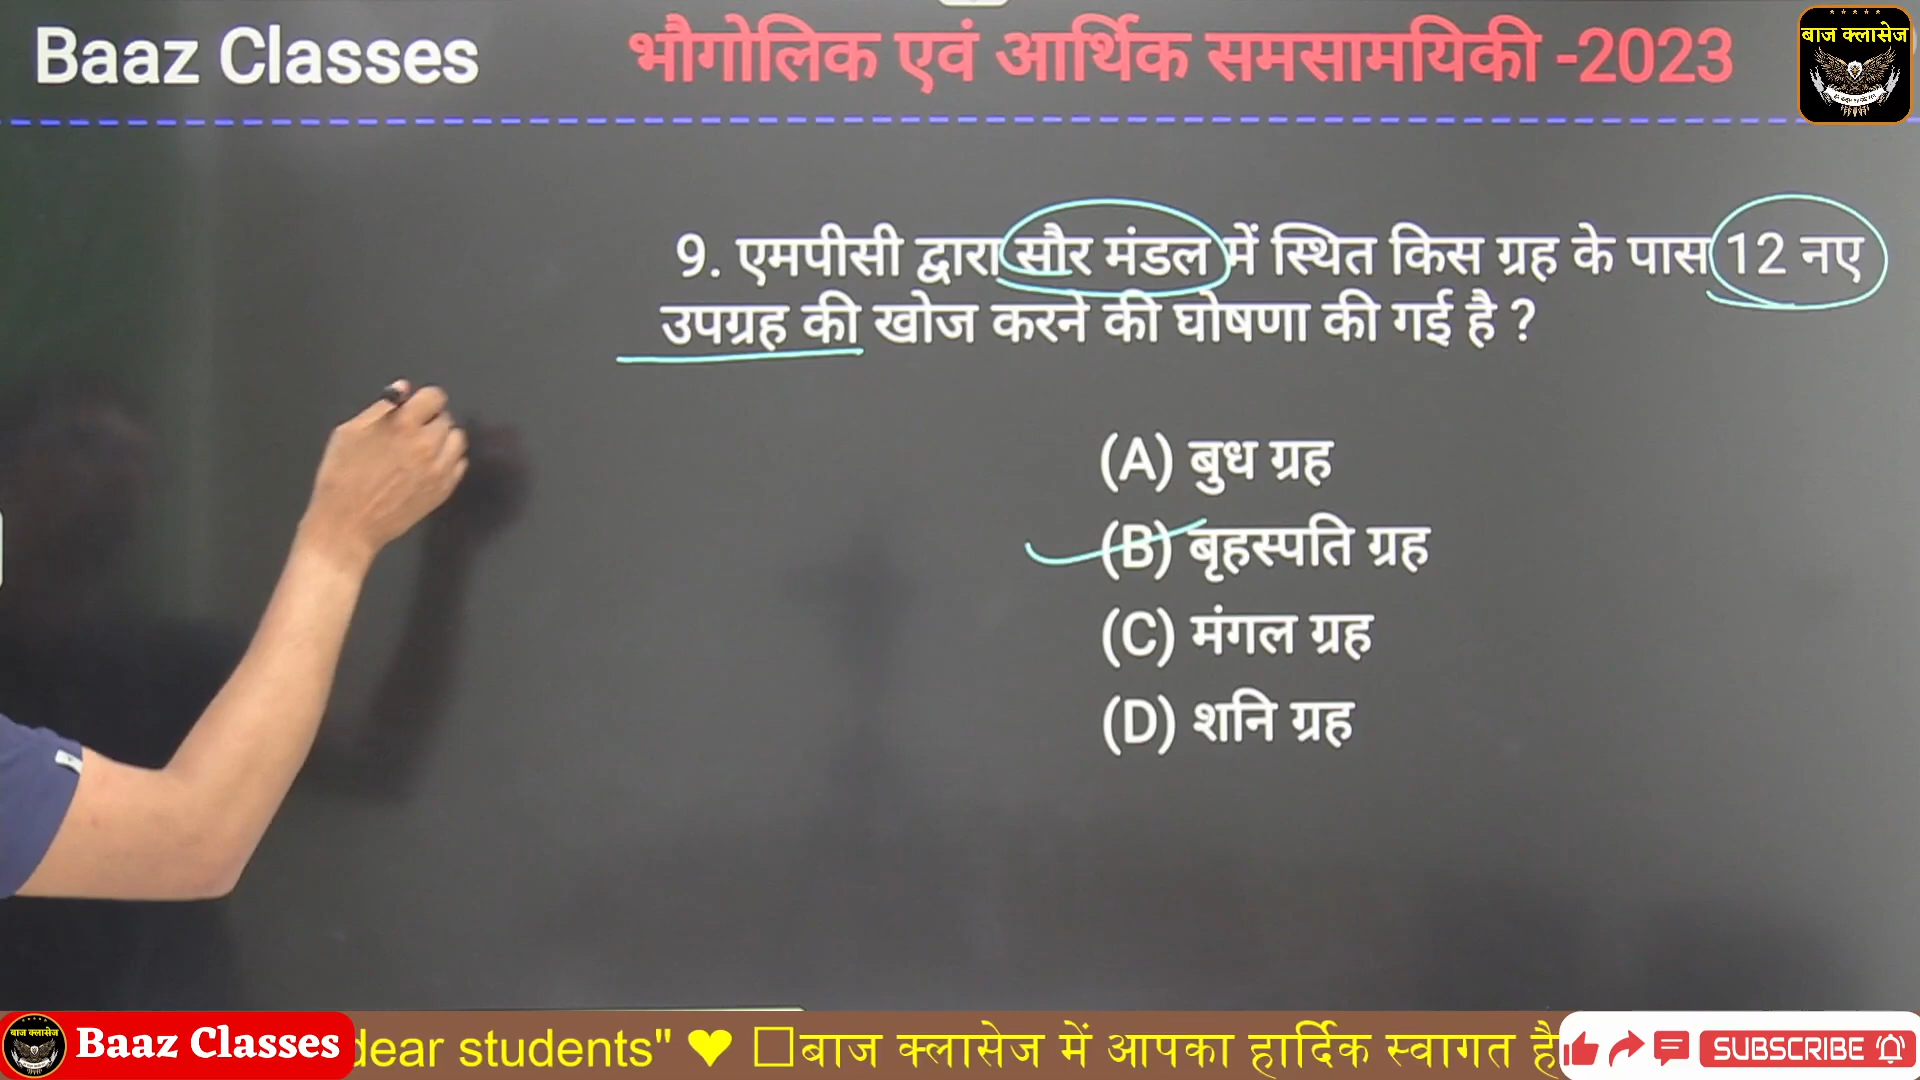 Baaz Classes भौगोलिक एवं आर्थिक समसामयिकी -2023
बाज क्लासेज
9. एमपीसी द्वारा सौर मंडल में स्थित किस ग्रह के पास 12 नए
उपग्रह की खोज करने की घोषणा की गई है ?
(A) बुध ग्रह
(B) बृहस्पति ग्रह
(C) मंगल ग्रह
(D) शनि ग्रह
बाज क्लासेज
Baaz Classes dear students" ❤ □बाज क्लासेज में आपका हार्दिक स्वागत है SUBSCRIBE